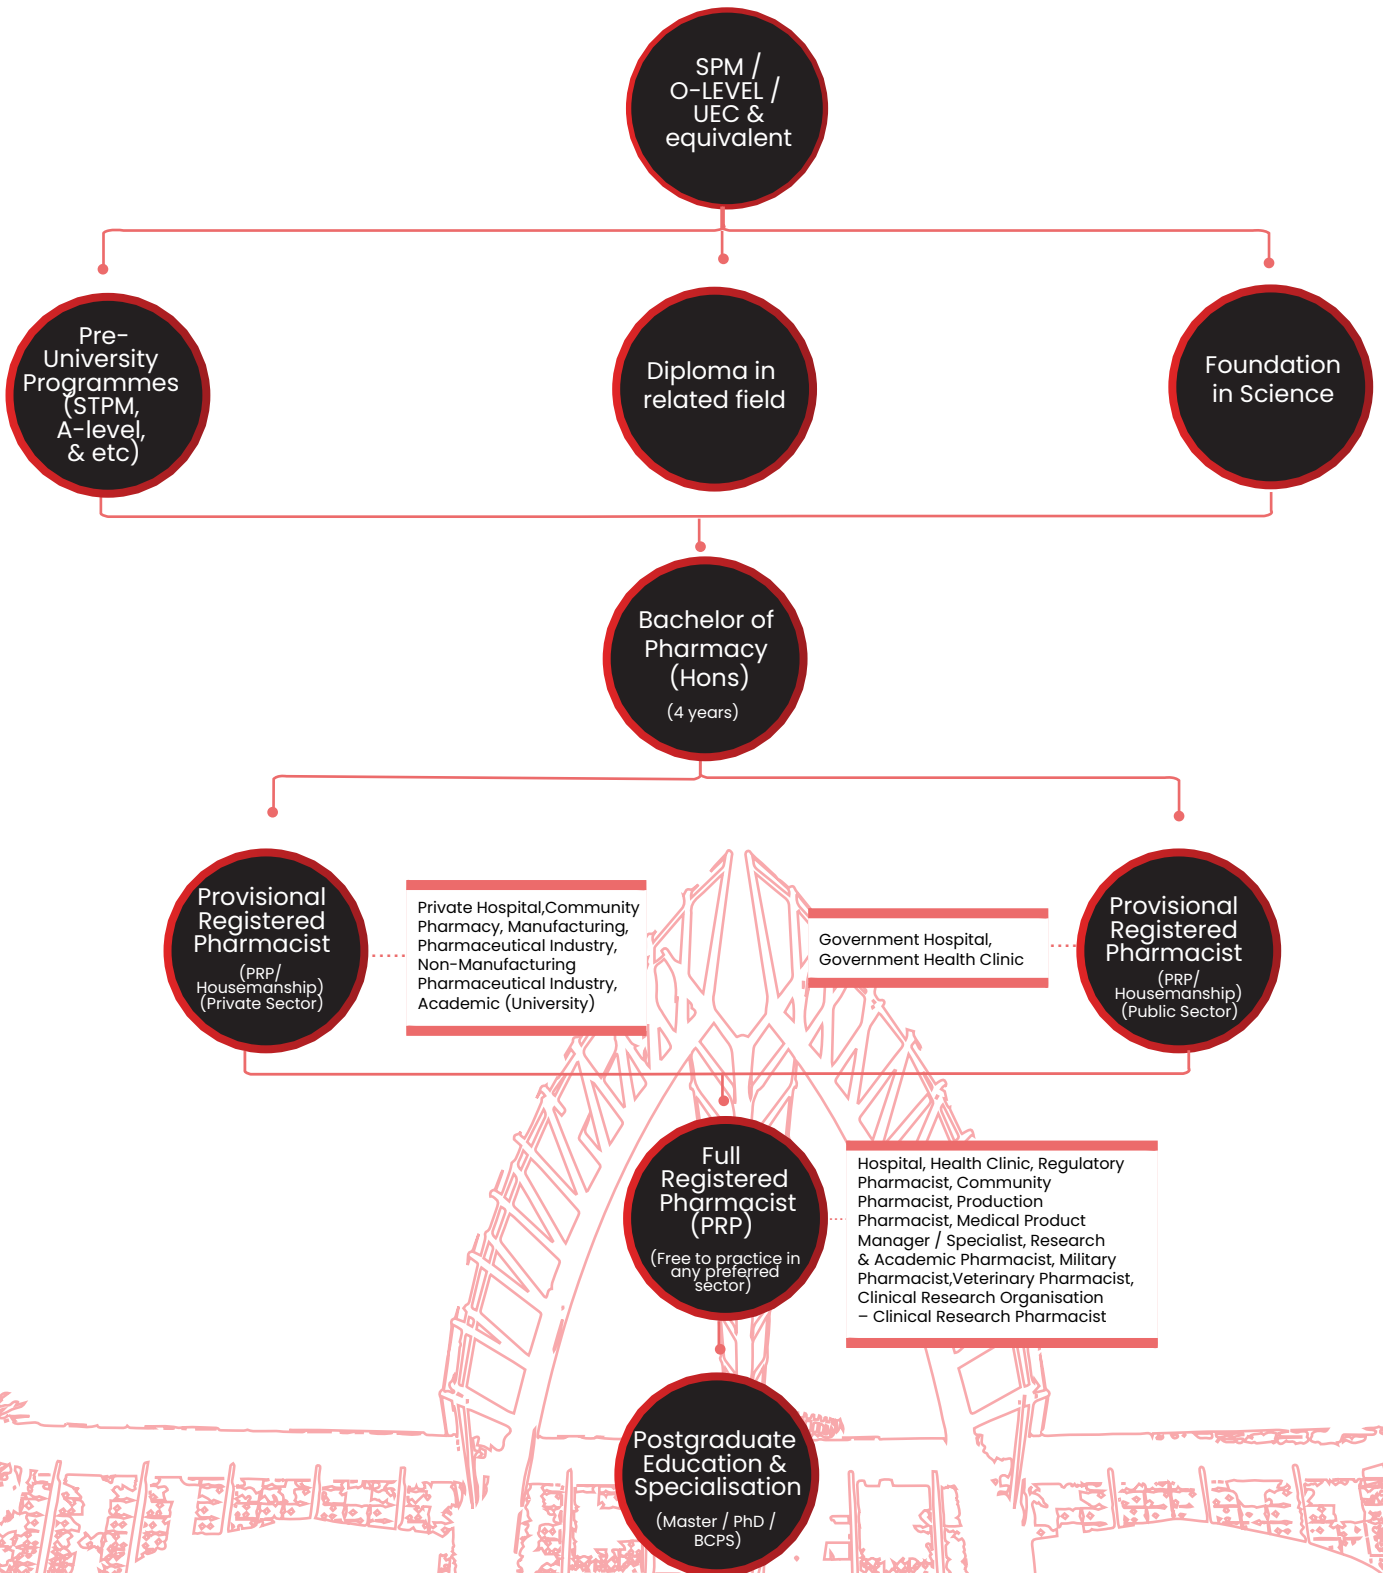 SPM /
O-LEVEL /
UEC &
equivalent
Pre-
University
Programmes
(STPM,
A-level,
& etc)
Diploma in
related field
Foundation
in Science
Bachelor of
Pharmacy
(Hons)
(4 years)
Provisional
Registered
Pharmacist
(PRP/
Housemanship)
(Private Sector)
Private Hospital,Community
Pharmacy, Manufacturing,
Pharmaceutical Industry,
Non-Manufacturing
Pharmaceutical Industry,
Academic (University)
Government Hospital,
Government Health Clinic
Provisional
Registered
Pharmacist
(PRP/
Housemanship)
(Public Sector)
Full
Registered
Pharmacist
(PRP)
(Free to practice in
any preferred
sector)
Hospital, Health Clinic, Regulatory
Pharmacist, Community
Pharmacist, Production
Pharmacist, Medical Product
Manager / Specialist, Research
& Academic Pharmacist, Military
Pharmacist,Veterinary Pharmacist,
Clinical Research Organisation
– Clinical Research Pharmacist
Postgraduate
Education &
Specialisation
(Master / PhD /
BCPS)